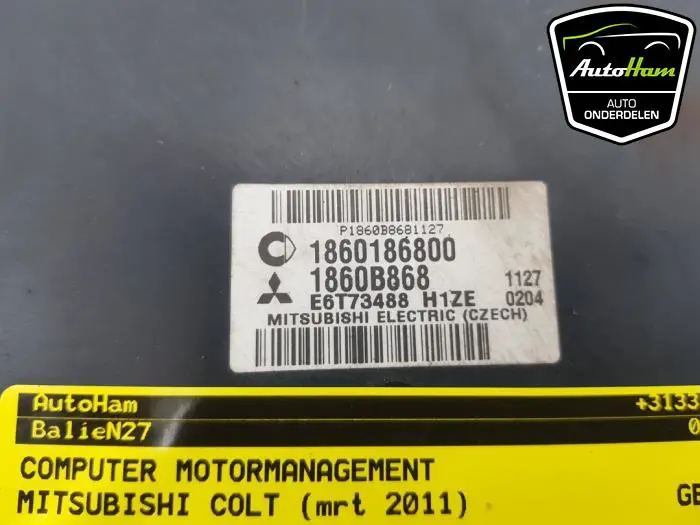 AutoHam
AUTO
ONDERDELEN
P1860B8681127
1860186800
1860B868
1127
E6T73488 H1ZE
0204
MITSUBISHI ELECTRIC (CZECH)
AutoHam
+3133
BalieN27
COMPUTER MOTORMANAGEMENT
MITSUBISHI COLT (mrt 2011)